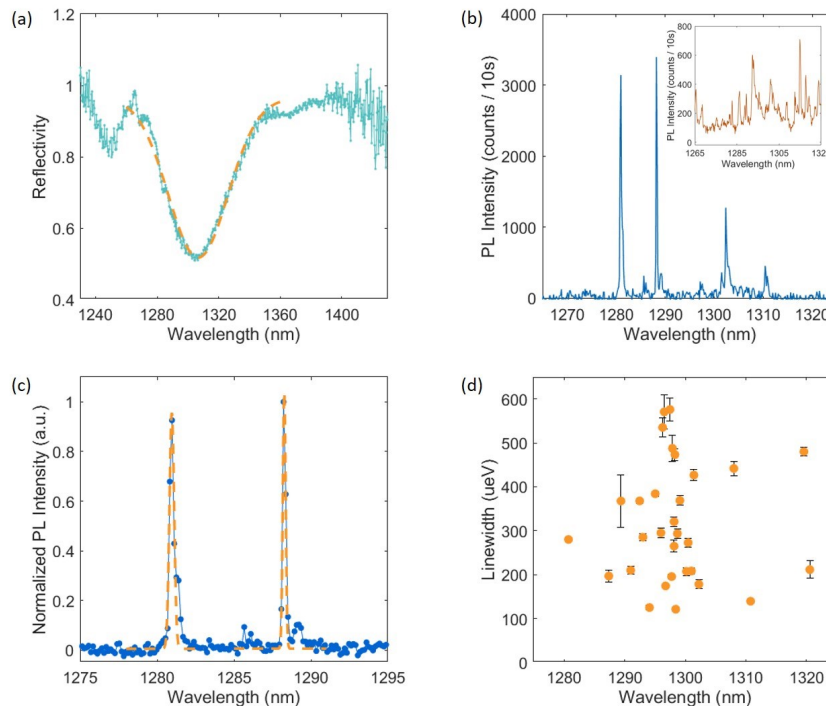 (a)
1.2
1
0.8
0.6
0.4
Reflectivity
1240 1280 1320 1360 1400
Wavelength (nm)
(b)
4000
3000
2000
1000
0
PL Intensity (counts / 10s)
1270 1280 1290 1300 1310 1320
Wavelength (nm)
800
600
400
200
0
PL Intensity (counts / 10s)
1265 1285 1305 132
Wavelength (nm)
(c)
1
0.8
0.6
0.4
0.2
0
Normalized PL Intensity (a.u.)
1275 1280 1285 1290 1295
Wavelength (nm)
(d)
600
500
400
300
200
100
0
Linewidth (ueV)
1280 1290 1300 1310 1320
Wavelength (nm)